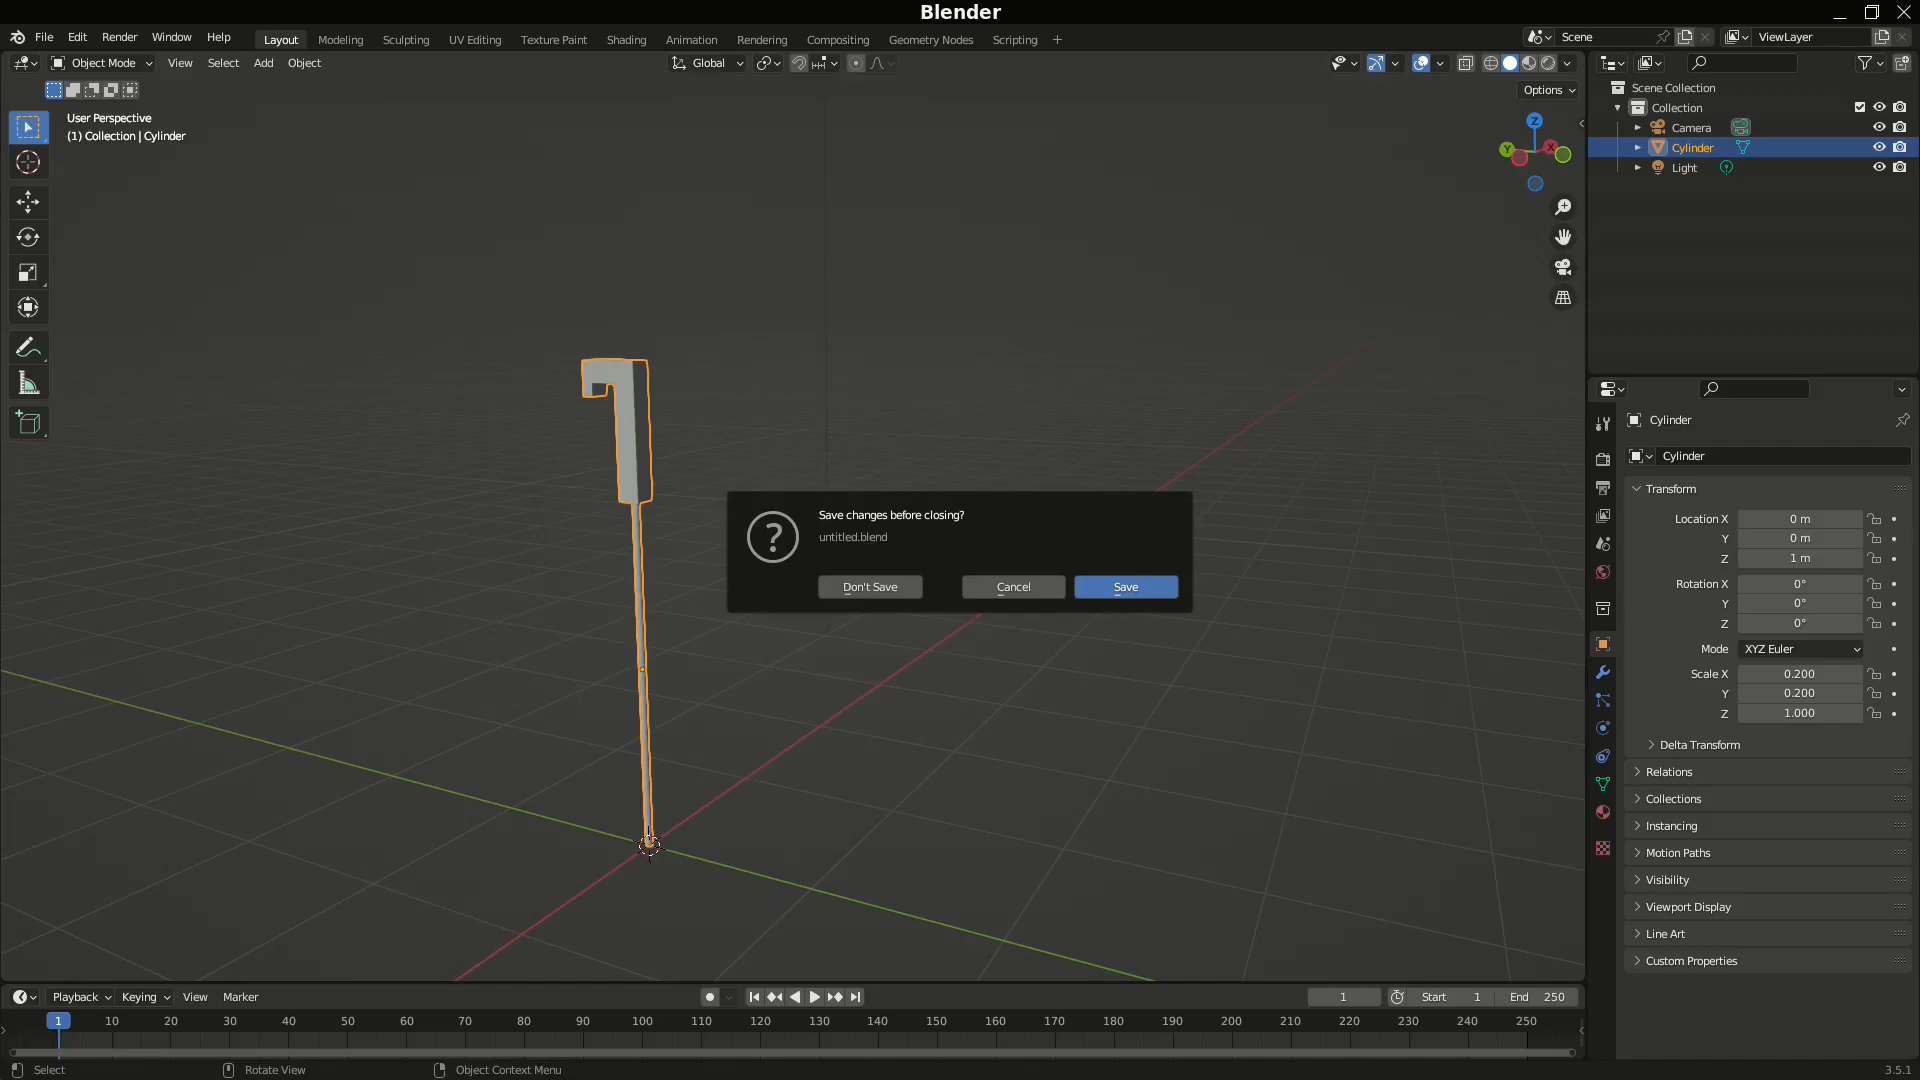 Blender
File Edit Render Window Help Layout Modeling Sculpting UV Editing Texture Paint Shading Animation Rendering Compositing Geometry Nodes Scripting + Scene ViewLayer
Object Mode View Select Add Object Global
Options
User Perspective
(1) Collection | Cylinder
Z
Y X
Scene Collection
Collection
Camera
Cylinder
Light
Cylinder
Cylinder
Transform
Location X 0 m
Y 0 m
Z 1 m
Rotation X 0°
Y 0°
Z 0°
Mode XYZ Euler
Scale X 0.200
Y 0.200
Z 1.000
Delta Transform
Relations
Collections
Instancing
Motion Paths
Visibility
Viewport Display
Line Art
Custom Properties
Save changes before closing?
untitled.blend
Don't Save Cancel Save
Playback Keying View Marker 1 Start 1 End 250
1 10 20 30 40 50 60 70 80 90 100 110 120 130 140 150 160 170 180 190 200 210 220 230 240 250
Select Rotate View Object Context Menu 3.5.1